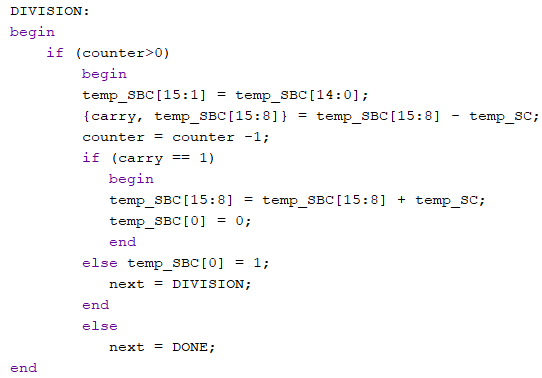 DIVISION:
begin
if (counter>0)
begin
temp_SBC[15:1] = temp_SBC[14:0];
{carry, temp_SBC[15:8]} = temp_SBC[15:8] - temp_SC;
counter = counter -1;
if (carry == 1)
begin
temp_SBC[15:8] = temp_SBC[15:8] + temp_SC;
temp_SBC[0] = 0;
end
else temp_SBC[0] = 1;
next = DIVISION;
end
else
next = DONE;
end